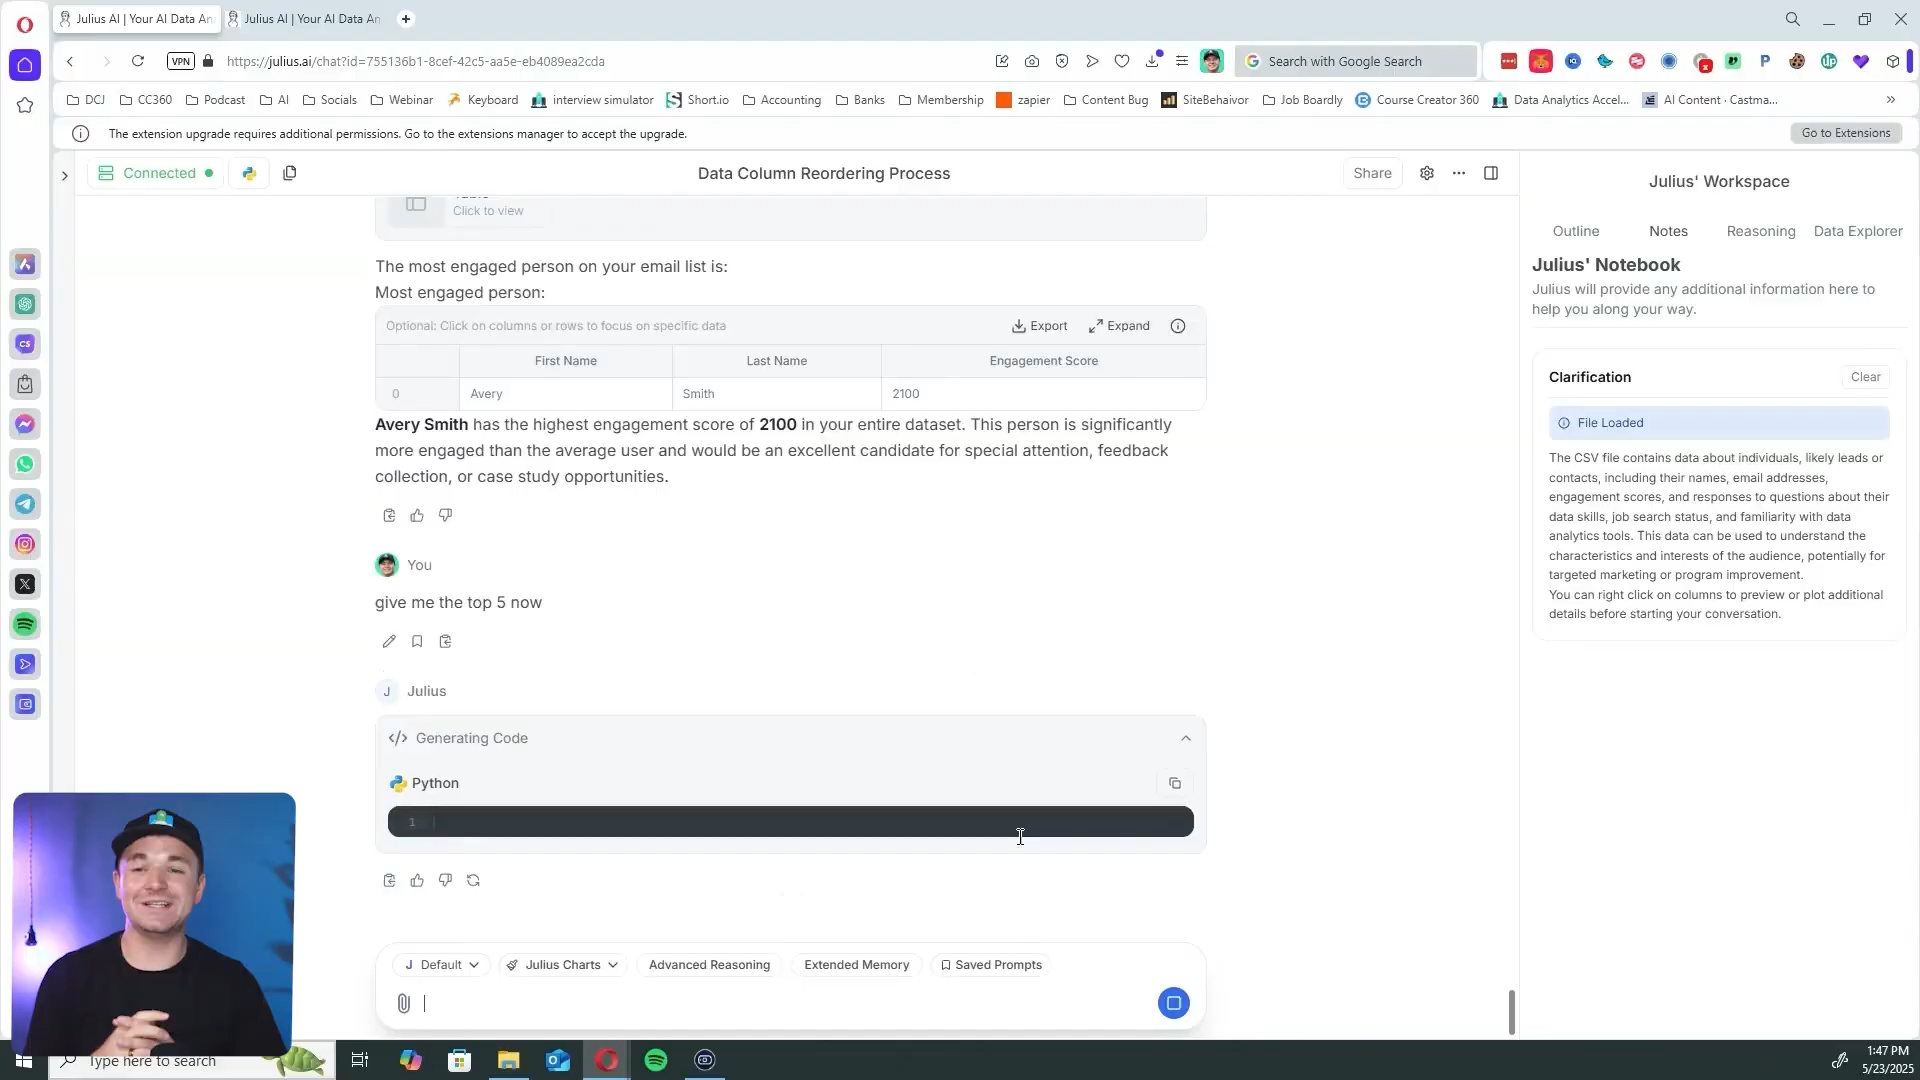 Julius AI | Your AI Data An
Julius AI | Your AI Data An
VPN
https://julius.ai/chat?id=755136b1-8cef-42c5-aa5e-eb4089ea2cda
Search with Google Search
DCJ
CC360
Podcast
AI
Socials
Webinar
Keyboard
interview simulator
Short.io
Accounting
Banks
Membership
zapier
Content Bug
SiteBehaivor
Job Boardly
Course Creator 360
Data Analytics Accel...
AI Content · Castma...
The extension upgrade requires additional permissions. Go to the extensions manager to accept the upgrade.
Go to Extensions
Connected
Data Column Reordering Process
Share
Click to view
The most engaged person on your email list is:
Most engaged person:
Optional: Click on columns or rows to focus on specific data
Export
Expand
First Name
Last Name
Engagement Score
0
Avery
Smith
2100
Avery Smith has the highest engagement score of 2100 in your entire dataset. This person is significantly
more engaged than the average user and would be an excellent candidate for special attention, feedback
collection, or case study opportunities.
You
give me the top 5 now
J
Julius
Generating Code
Python
1
J Default
Julius Charts
Advanced Reasoning
Extended Memory
Saved Prompts
Julius' Workspace
Outline
Notes
Reasoning
Data Explorer
Julius' Notebook
Julius will provide any additional information here to
help you along your way.
Clarification
Clear
File Loaded
The CSV file contains data about individuals, likely leads or
contacts, including their names, email addresses,
engagement scores, and responses to questions about their
data skills, job search status, and familiarity with data
analytics tools. This data can be used to understand the
characteristics and interests of the audience, potentially for
targeted marketing or program improvement.
You can right click on columns to preview or plot additional
details before starting your conversation.
Type here to search
1:47 PM
5/23/2025